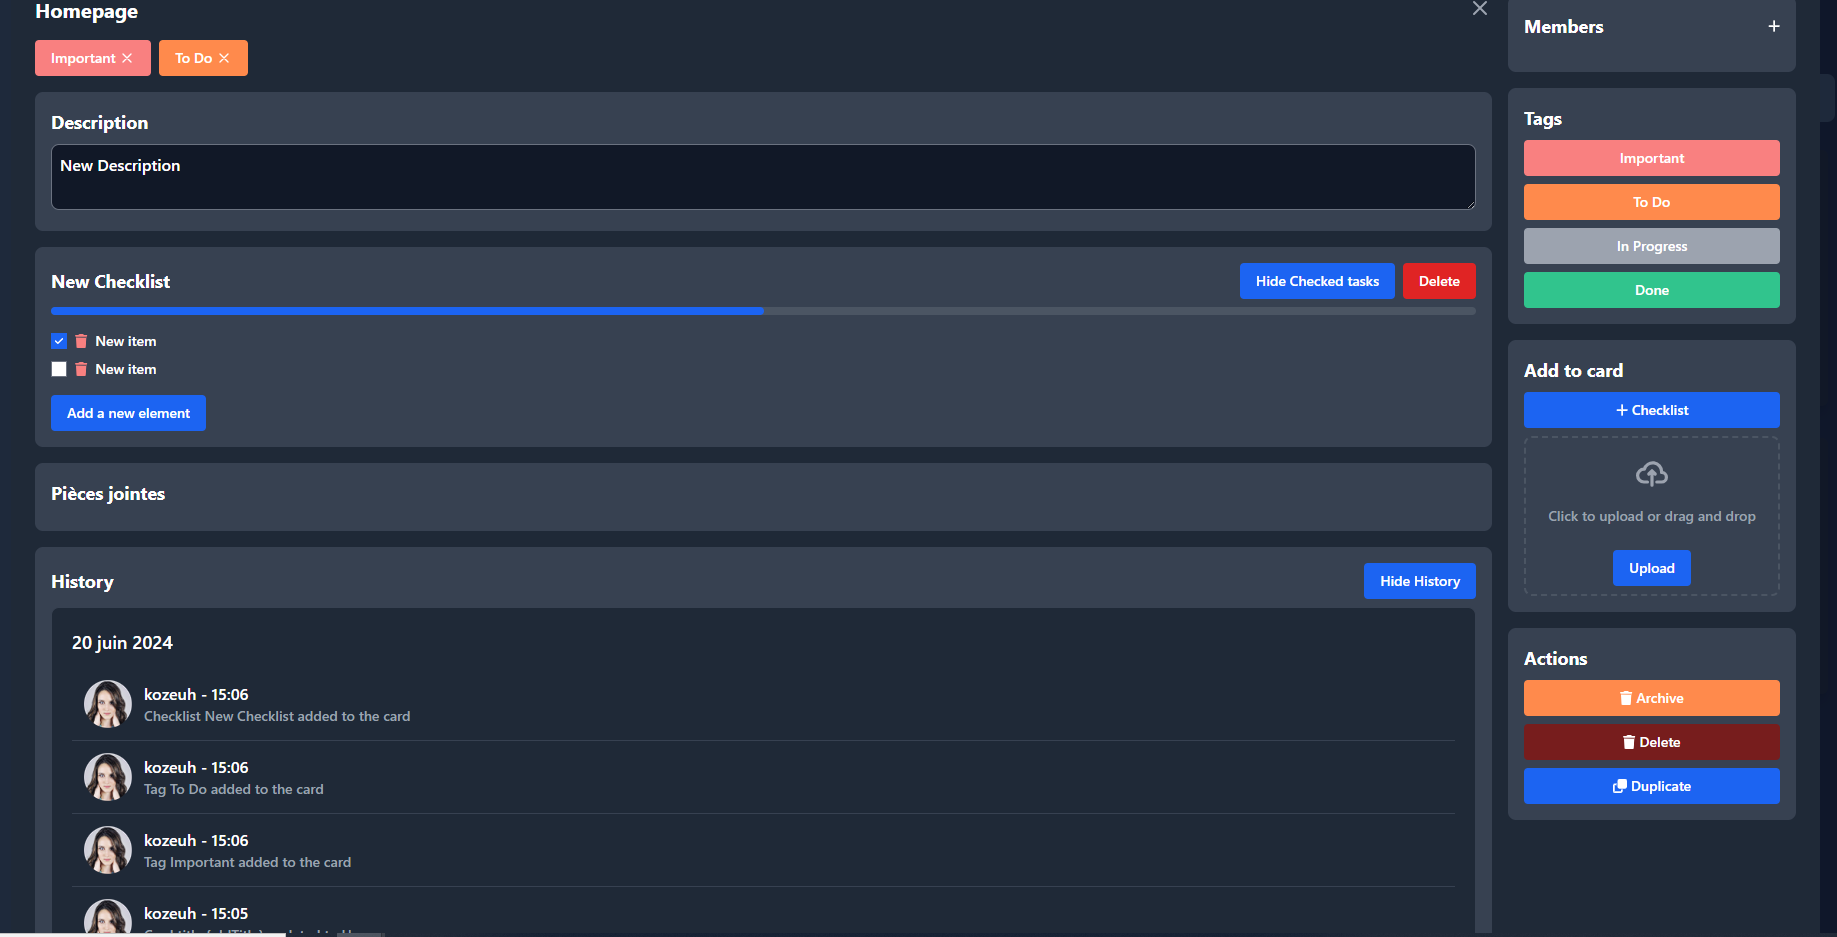 Homepage
Important
To Do
Description
New Description
New Checklist
Hide Checked tasks
Delete
New item
New item
Add a new element
Pièces jointes
History
Hide History
20 juin 2024
kozeuh - 15:06
Checklist New Checklist added to the card
kozeuh - 15:06
Tag To Do added to the card
kozeuh - 15:06
Tag Important added to the card
kozeuh - 15:05
Members
Tags
Important
To Do
In Progress
Done
Add to card
Checklist
Click to upload or drag and drop
Upload
Actions
Archive
Delete
Duplicate